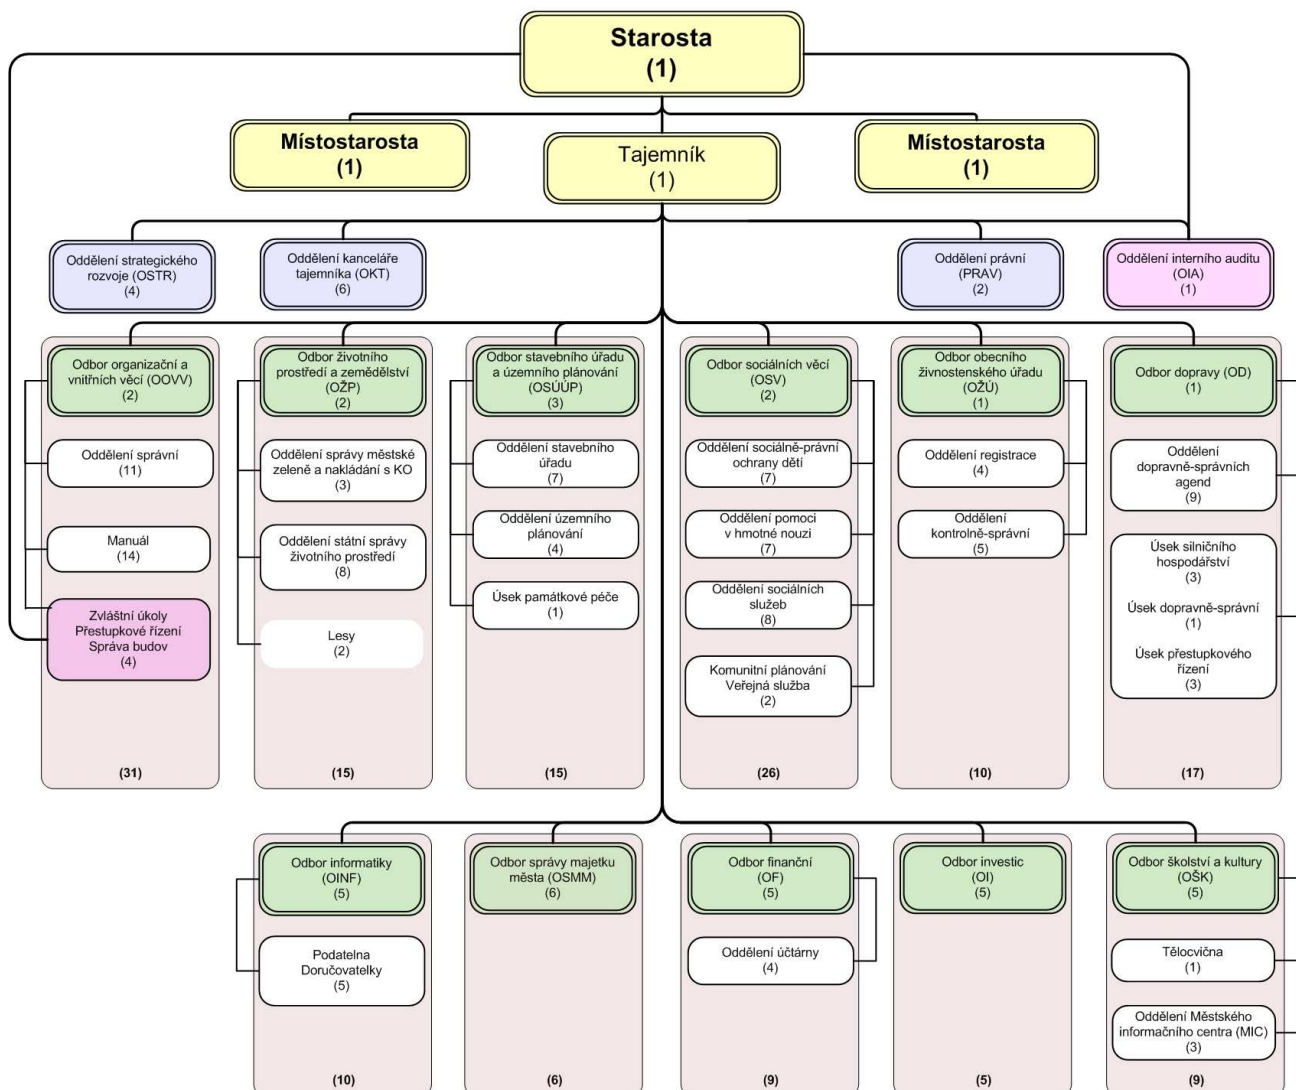 Starosta
(1)
Místostarosta
(1)
Tajemník
(1)
Místostarosta
(1)
Oddělení strategického
rozvoje (OSTR)
(4)
Oddělení kanceláře
tajemníka (OKT)
(6)
Oddělení právní
(PRAV)
(2)
Oddělení interního auditu
(OIA)
(1)
Odbor organizační a
vnitřních věcí (OOVV)
(2)
Oddělení správní
(11)
Manuál
(14)
Zvláštní úkoly
Přestupkové řízení
Správa budov
(4)
(31)
Odbor životního
prostředí a zemědělství
(OŽP)
(2)
Oddělení správy městské
zeleně a nakládání s KO
(3)
Oddělení státní správy
životního prostředí)
(8)
Lesy
(2)
(15)
Odbor stavebního úřadu
a územního plánování
(OSÚÚP)
(3)
Oddělení stavebního
úřadu
(7)
Oddělení územního
plánování
(4)
Úsek památkové péče
(1)
(15)
Odbor sociálních věcí
(OSV)
(2)
Oddělení sociálně-právní
ochrany dětí
(7)
Oddělení pomoci
v hmotné nouzi
(7)
Oddělení sociálních
služeb
(8)
Komunitní plánování
Veřejná služba
(2)
(26)
Odbor obecního
živnostenského úřadu
(OŽÚ)
(1)
Oddělení registrace
(4)
Oddělení
kontrolně-správní
(5)
(10)
Odbor dopravy (OD)
(1)
Oddělení
dopravně-správních
agend
(9)
Úsek silničního
hospodářství
(3)
Úsek dopravně-správní
(1)
Úsek přestupkového
řízení
(3)
(17)
Odbor informatiky
(OINF)
(5)
Podatelna
Doručovatelky
(5)
(10)
Odbor správy majetku
města (OSMM)
(6)
(6)
Odbor finanční
(OF)
(5)
Oddělení účtárny
(4)
(9)
Odbor investic
(OI)
(5)
(5)
Odbor školství a kultury
(OŠK)
(5)
Tělocvična
(1)
Oddělení Městského
informačního centra (MIC)
(3)
(9)